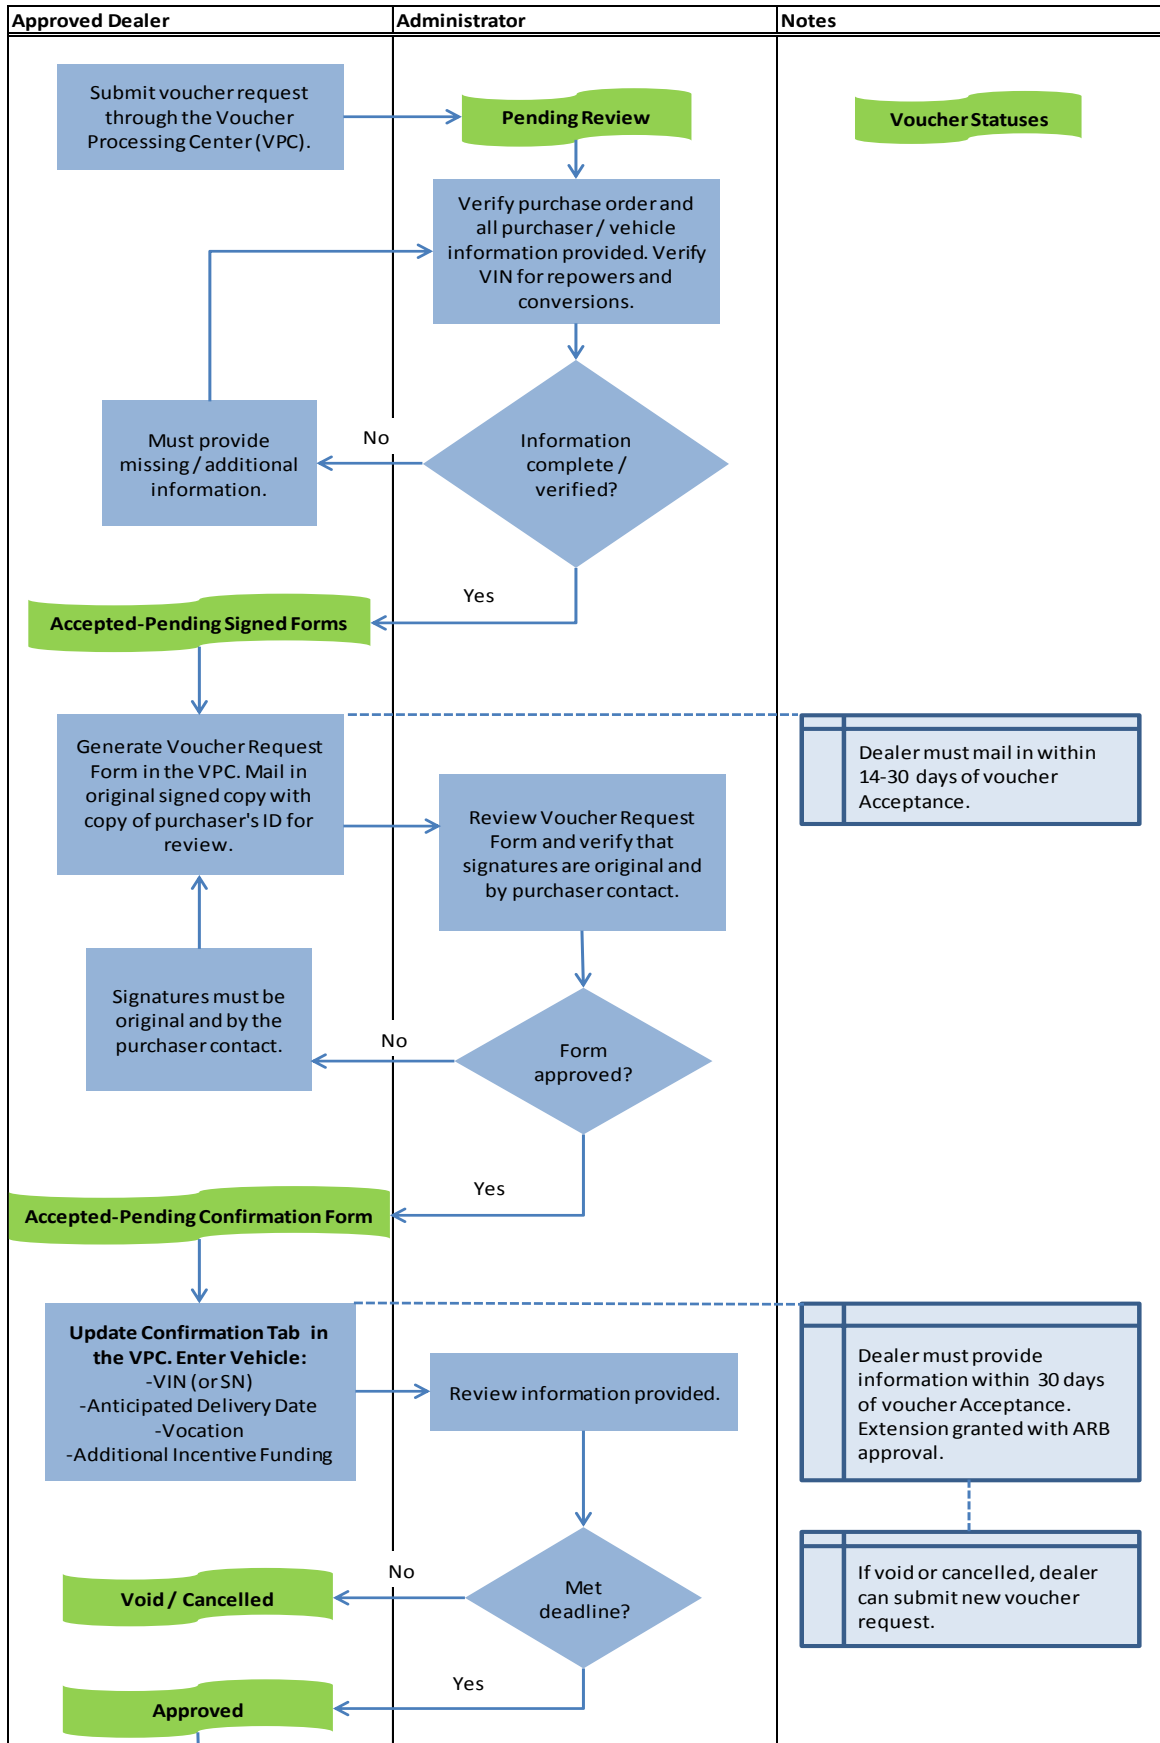 Approved Dealer
Administrator
Notes
Submit voucher request
through the Voucher
Processing Center (VPC).
Pending Review
Voucher Statuses
Verify purchase order and
all purchaser / vehicle
information provided. Verify
VIN for repowers and
conversions.
Must provide
missing / additional
information.
No
Information
complete /
verified?
Yes
Accepted-Pending Signed Forms
Generate Voucher Request
Form in the VPC. Mail in
original signed copy with
copy of purchaser's ID for
review.
Dealer must mail in within
14-30 days of voucher
Acceptance.
Review Voucher Request
Form and verify that
signatures are original and
by purchaser contact.
Signatures must be
original and by the
purchaser contact.
No
Form
approved?
Yes
Accepted-Pending Confirmation Form
Update Confirmation Tab in
the VPC. Enter Vehicle:
-VIN (or SN)
-Anticipated Delivery Date
-Vocation
-Additional Incentive Funding
Review information provided.
Dealer must provide
information within 30 days
of voucher Acceptance.
Extension granted with ARB
approval.
Void / Cancelled
No
Met
deadline?
If void or cancelled, dealer
can submit new voucher
request.
Yes
Approved